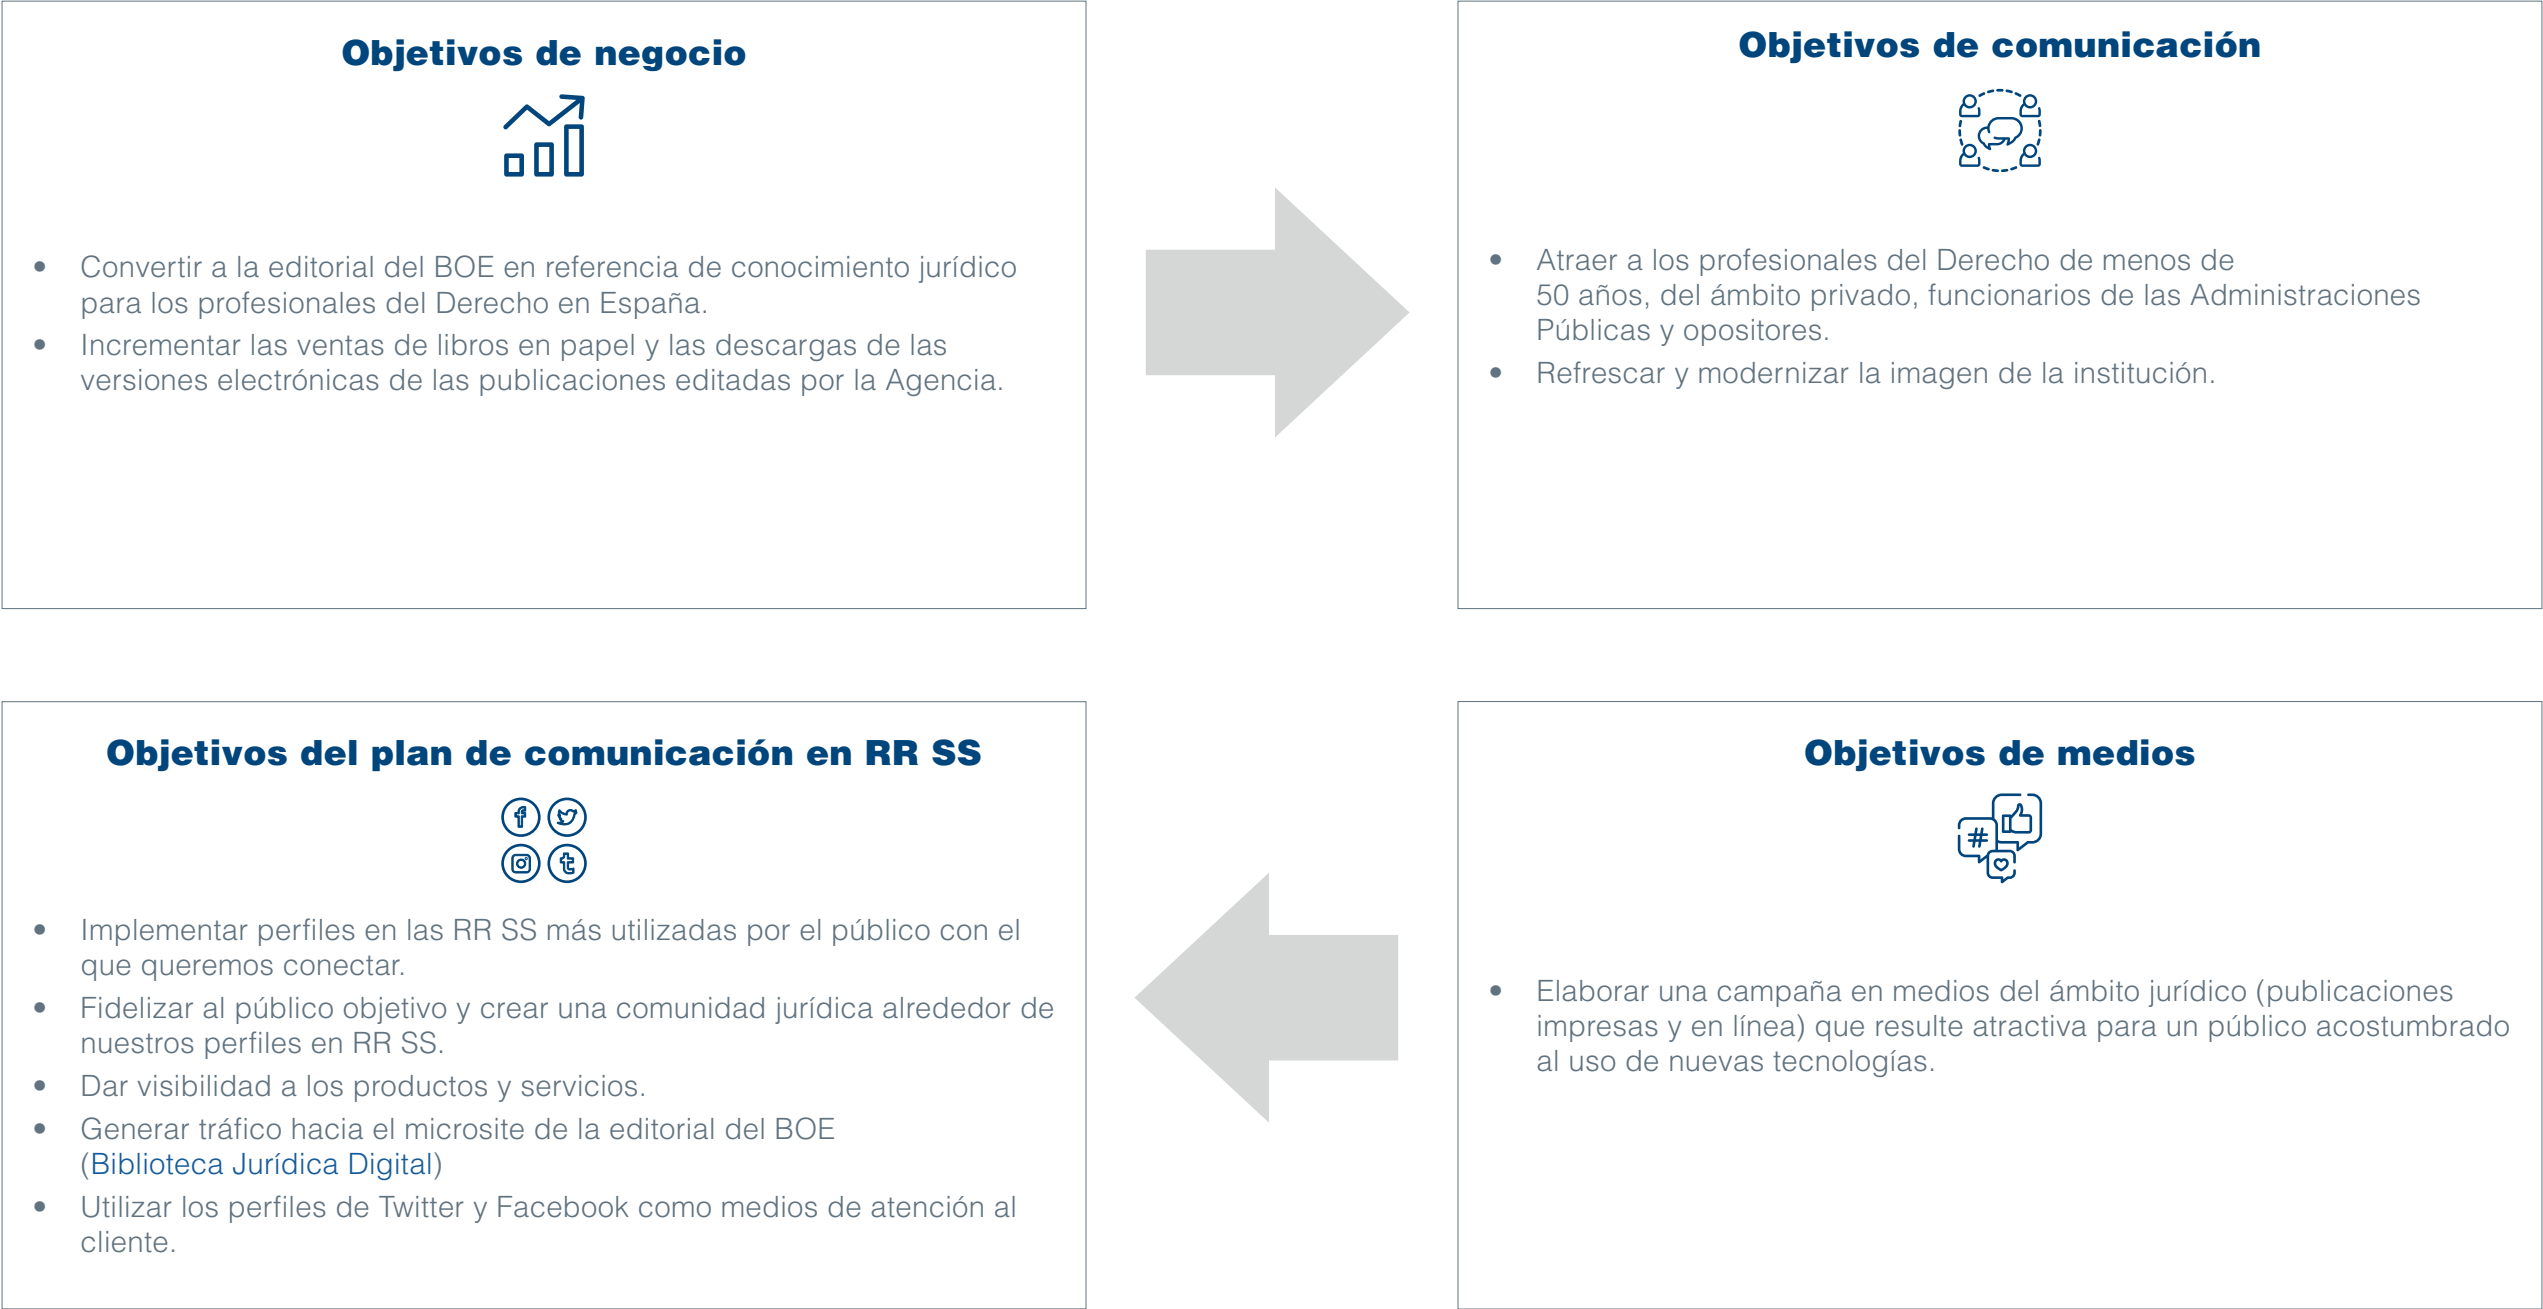 Objetivos de negocio
• Convertir a la editorial del BOE en referencia de conocimiento jurídico
para los profesionales del Derecho en España.
• Incrementar las ventas de libros en papel y las descargas de las
versiones electrónicas de las publicaciones editadas por la Agencia.
Objetivos de comunicación
• Atraer a los profesionales del Derecho de menos de
50 años, del ámbito privado, funcionarios de las Administraciones
Públicas y opositores.
• Refrescar y modernizar la imagen de la institución.
Objetivos del plan de comunicación en RR SS
• Implementar perfiles en las RR SS más utilizadas por el público con el
que queremos conectar.
• Fidelizar al público objetivo y crear una comunidad jurídica alrededor de
nuestros perfiles en RR SS.
• Dar visibilidad a los productos y servicios.
• Generar tráfico hacia el microsite de la editorial del BOE
(Biblioteca Jurídica Digital)
• Utilizar los perfiles de Twitter y Facebook como medios de atención al
cliente.
Objetivos de medios
• Elaborar una campaña en medios del ámbito jurídico (publicaciones
impresas y en línea) que resulte atractiva para un público acostumbrado
al uso de nuevas tecnologías.